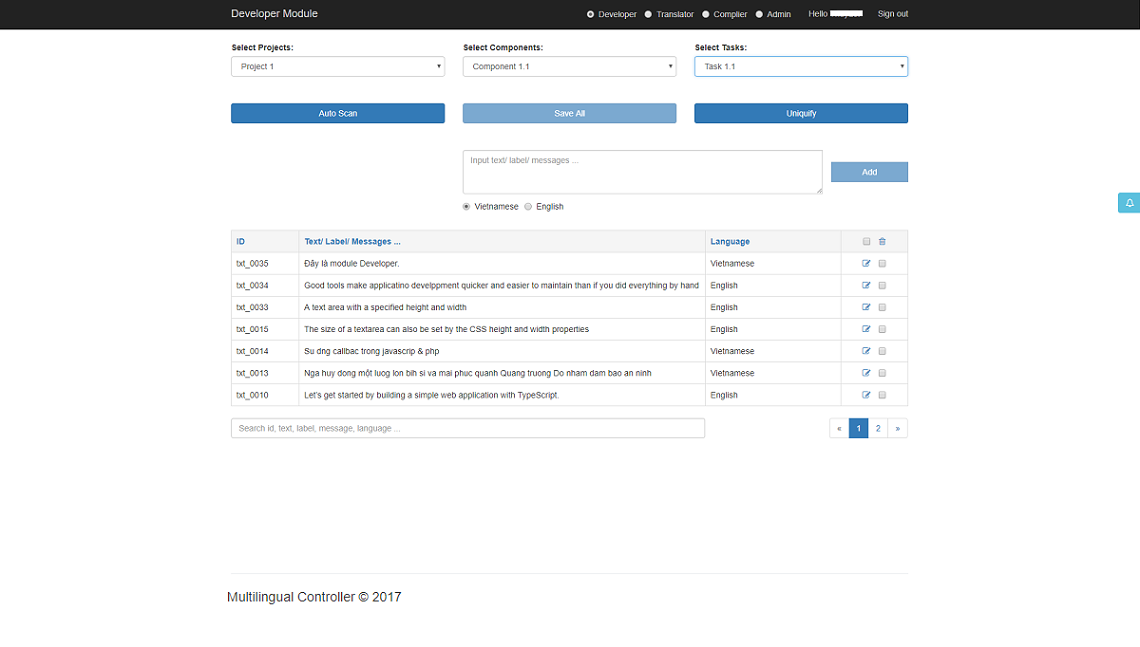 Developer Module Developer Translator Complier Admin Hello Sign out
Select Projects: Select Components: Select Tasks:
Project 1 Component 1.1 Task 1.1
Auto Scan Save All Uniquify
Input text/ label/ messages ...
Add
Vietnamese English
ID Text/ Label/ Messages ... Language
txt_0035 Đây là module Developer. Vietnamese
txt_0034 Good tools make applicatino develppment quicker and easier to maintain than if you did everything by hand English
txt_0033 A text area with a specified height and width English
txt_0015 The size of a textarea can also be set by the CSS height and width properties English
txt_0014 Su dng callbac trong javascrip & php Vietnamese
txt_0013 Nga huy dong một luog lon bih si va mai phuc quanh Quang truong Do nham dam bao an ninh Vietnamese
txt_0010 Let's get started by building a simple web application with TypeScript. English
Search id, text, label, message, language ... « 1 2 »
Multilingual Controller © 2017